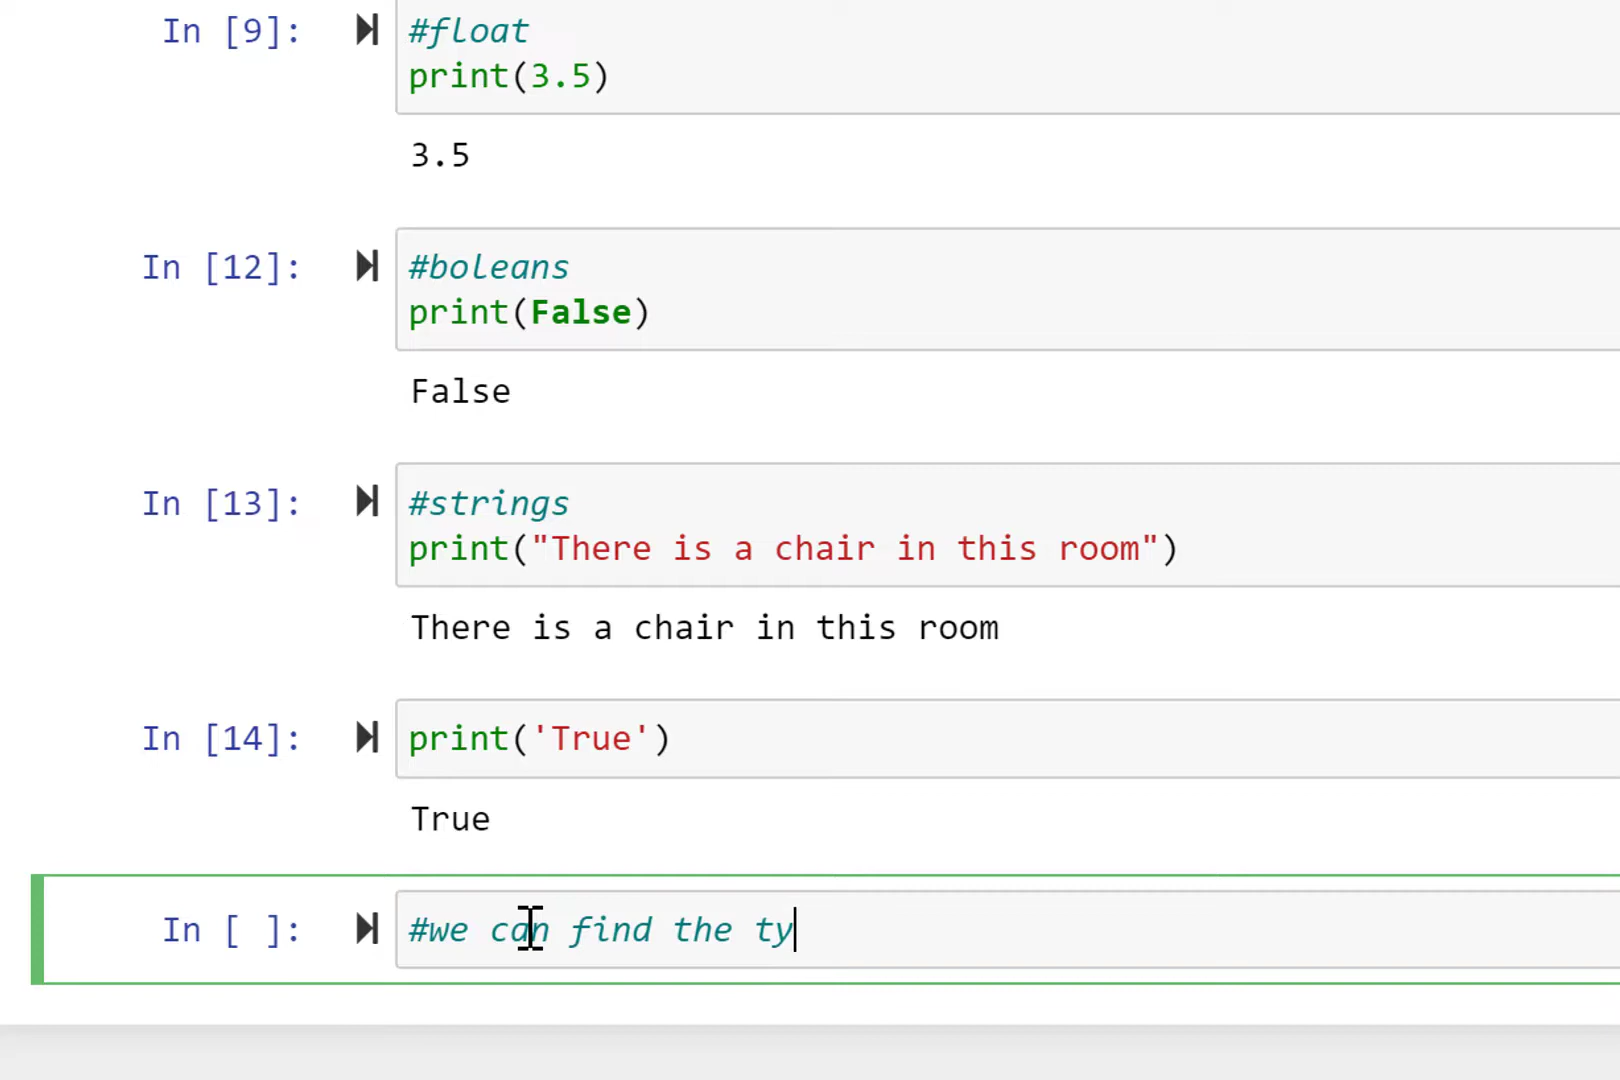 In [9]: #float
print(3.5)
3.5
In [12]: #boleans
print(False)
False
In [13]: #strings
print("There is a chair in this room")
There is a chair in this room
In [14]: print('True')
True
In [ ]: #we can find the ty